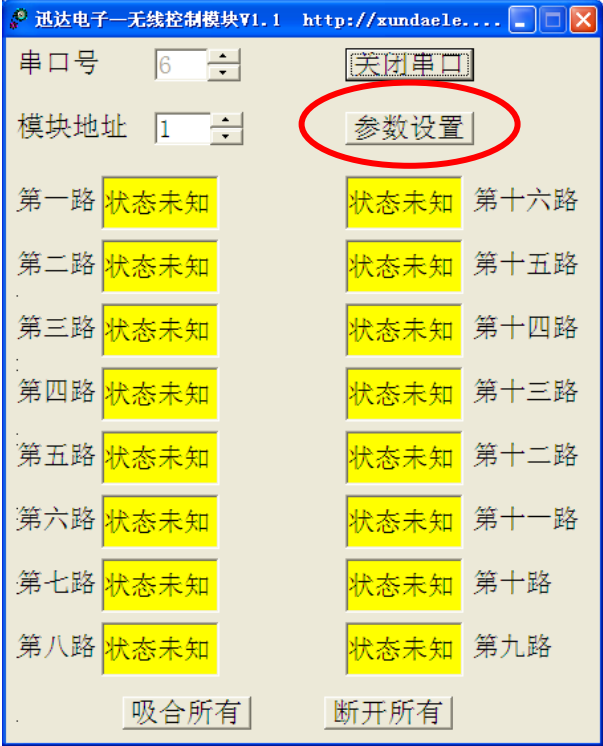 迅达电子—无线控制模块V1.1 http://xundaele....
串口号 6 关闭串口
模块地址 1 参数设置
第一路 状态未知 状态未知 第十六路
第二路 状态未知 状态未知 第十五路
第三路 状态未知 状态未知 第十四路
第四路 状态未知 状态未知 第十三路
第五路 状态未知 状态未知 第十二路
第六路 状态未知 状态未知 第十一路
第七路 状态未知 状态未知 第十路
第八路 状态未知 状态未知 第九路
吸合所有 断开所有